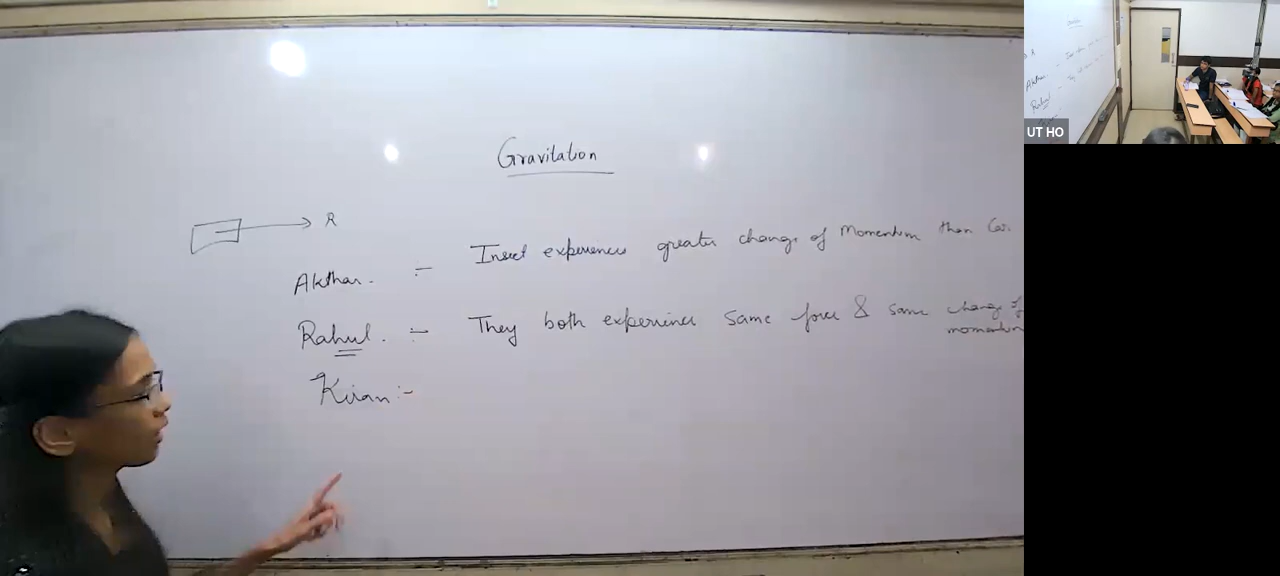 Gravitation
R
Akthar. :- Insect experiences greater change of Momentum than Car.
Rahul. :- They both experience same force & same change of momentum
Kiran :-
UT HO